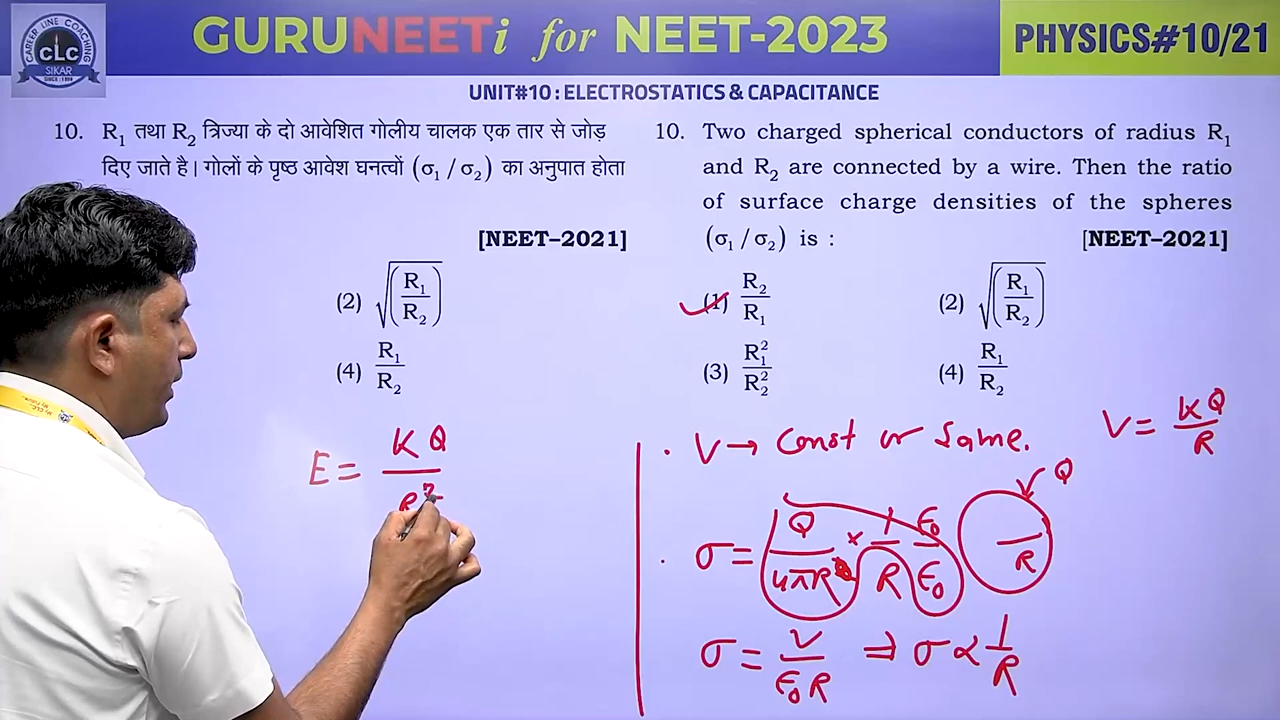 CAREER LINE COACHING
CLC
SIKAR
SINCE : 1996
GURUNEETi for NEET-2023
PHYSICS#10/21
UNIT#10 : ELECTROSTATICS & CAPACITANCE
10. R₁ तथा R₂ त्रिज्या के दो आवेशित गोलीय चालक एक तार से जोड़
दिए जाते है। गोलों के पृष्ठ आवेश घनत्वों (σ₁ / σ₂) का अनुपात होता
[NEET–2021]
(2) √(R₁/R₂)
(4) R₁/R₂
10. Two charged spherical conductors of radius R₁
and R₂ are connected by a wire. Then the ratio
of surface charge densities of the spheres
(σ₁ / σ₂) is :
[NEET–2021]
(1) R₂/R₁
(2) √(R₁/R₂)
(3) R₁²/R₂²
(4) R₁/R₂
E = KQ/R²
. V → Const or Same.
V = KQ/R
Q
R
. σ = Q/4πR × 1/R ε₀/ε₀
σ = V/ε₀R ⇒ σ ∝ 1/R